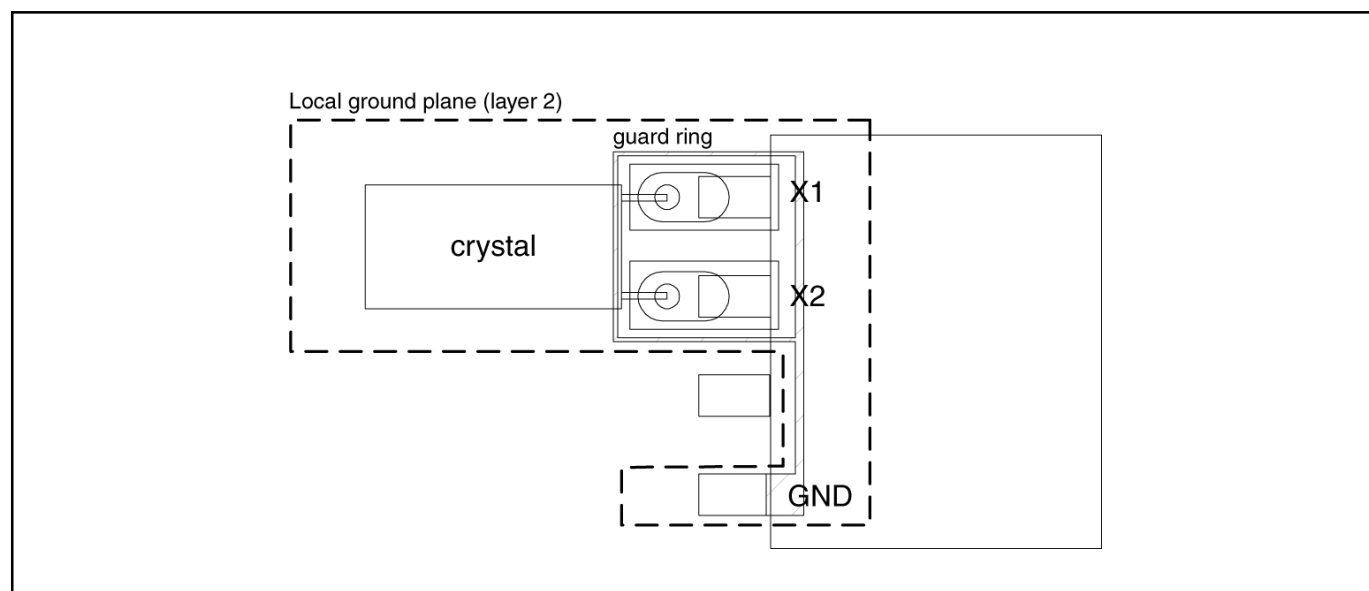 Local ground plane (layer 2)
guard ring
X1
crystal
X2
GND